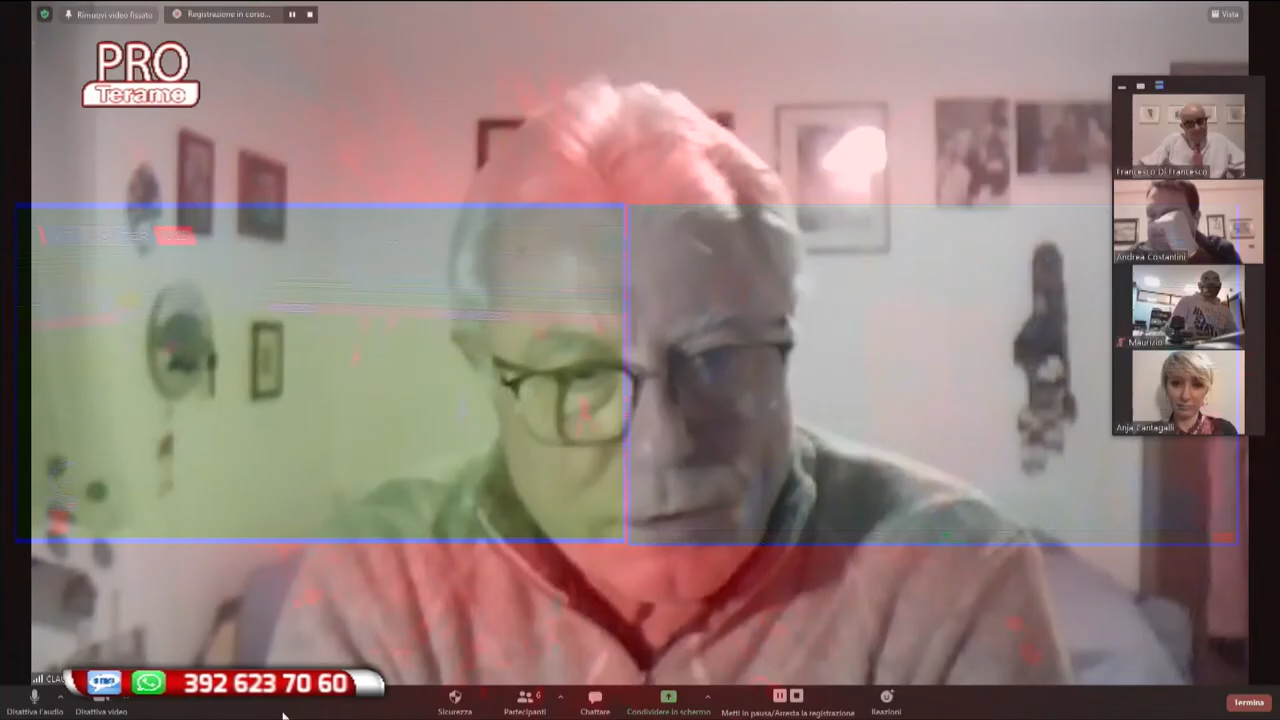 Rimuovi video fissato
Registrazione in corso...
Vista
PRO
Teramo
Francesco Di Francesco
Andrea Costantini
Maurizio
Anja Cantagalli
CLAU
392 623 70 60
Disattiva l'audio
Disattiva video
Sicurezza
Partecipanti
6
Chattare
Condividere lo schermo
Metti in pausa/Arresta la registrazione
Reazioni
Termina